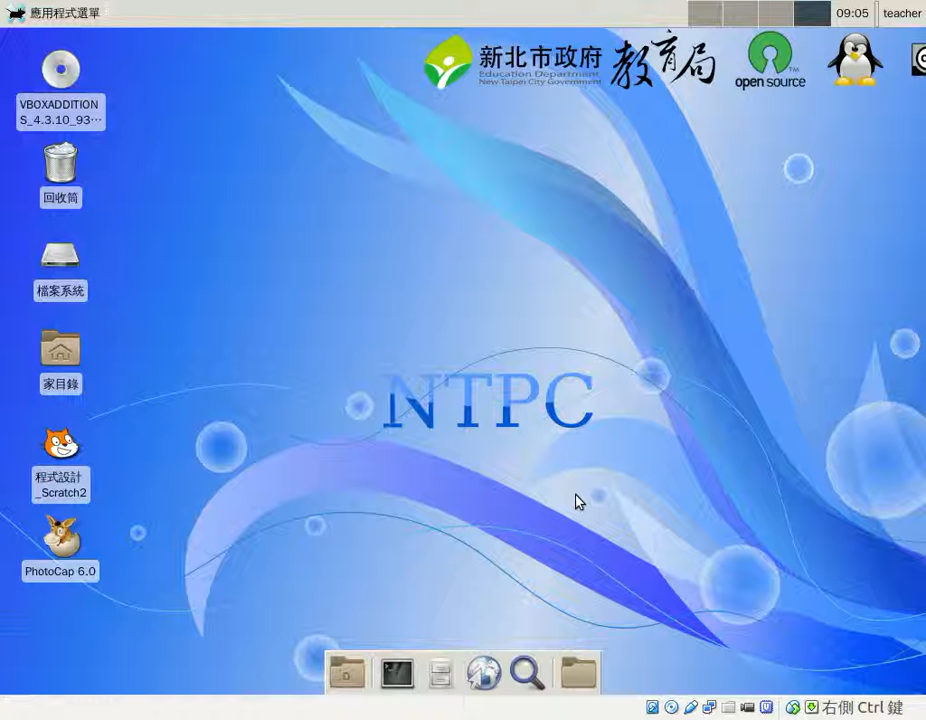 應用程式選單
09:05
teacher
新北市政府
教育局
Education Department
New Taipei City Government
open source
TM
VBOXADDITION
S_4.3.10_93…
回收筒
檔案系統
家目錄
NTPC
程式設計
_Scratch2
PhotoCap 6.0
右側 Ctrl 鍵